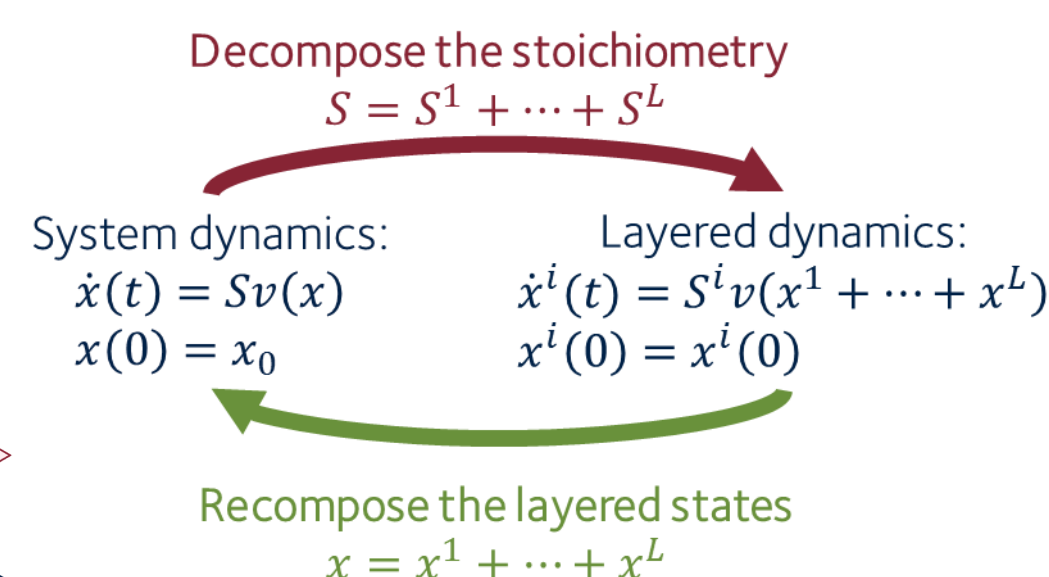 Decompose the stoichiometry
S = S¹ + ⋯ + Sᴸ
System dynamics:
ẋ(t) = Sv(x)
x(0) = x₀
Layered dynamics:
ẋⁱ(t) = Sⁱv(x¹ + ⋯ + xᴸ)
xⁱ(0) = xⁱ(0)
>
Recompose the layered states
x = x¹ + ⋯ + xᴸ